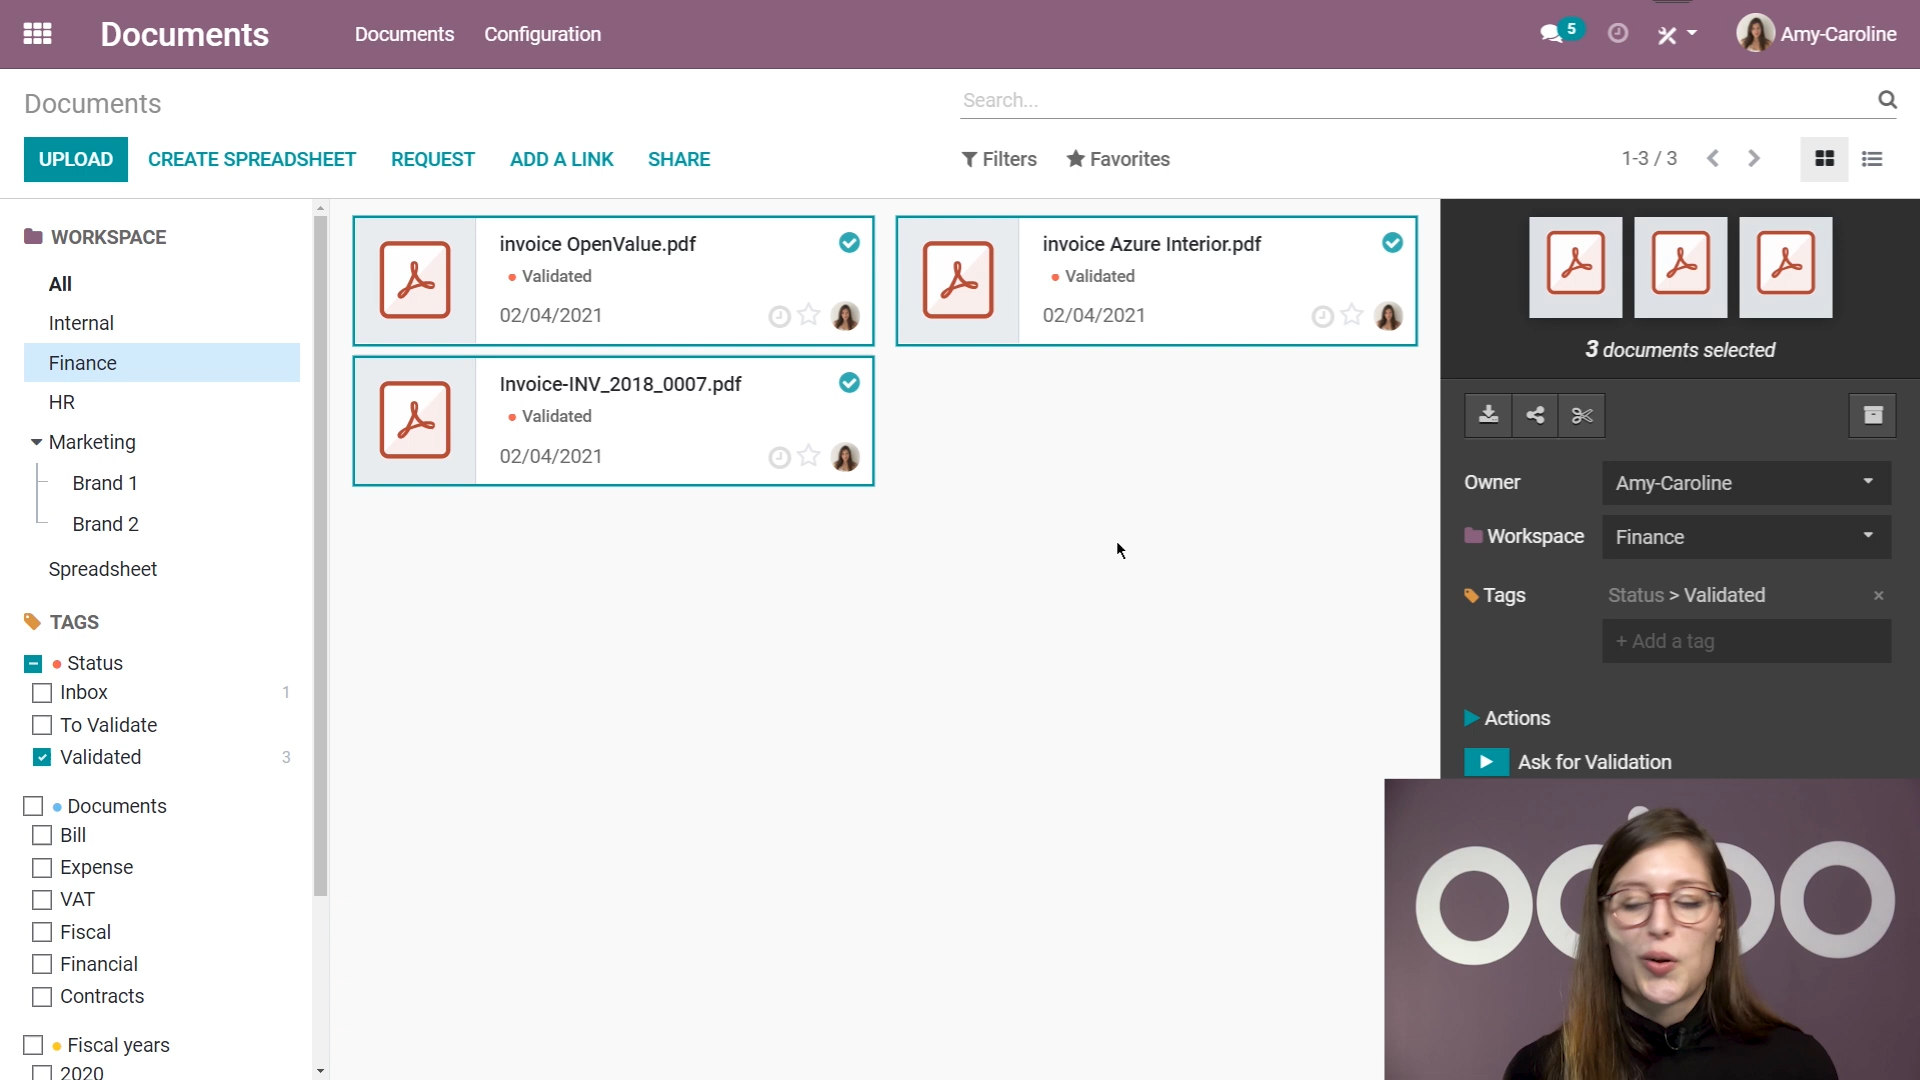 Documents
Documents
Configuration
5
Amy-Caroline
Documents
Search...
UPLOAD
CREATE SPREADSHEET
REQUEST
ADD A LINK
SHARE
Filters
Favorites
1-3 / 3
WORKSPACE
All
Internal
Finance
HR
Marketing
Brand 1
Brand 2
Spreadsheet
TAGS
Status
Inbox 1
To Validate
Validated 3
Documents
Bill
Expense
VAT
Fiscal
Financial
Contracts
Fiscal years
2020
invoice OpenValue.pdf
Validated
02/04/2021
invoice Azure Interior.pdf
Validated
02/04/2021
Invoice-INV_2018_0007.pdf
Validated
02/04/2021
3 documents selected
Owner
Amy-Caroline
Workspace
Finance
Tags
Status > Validated ×
+ Add a tag
Actions
Ask for Validation